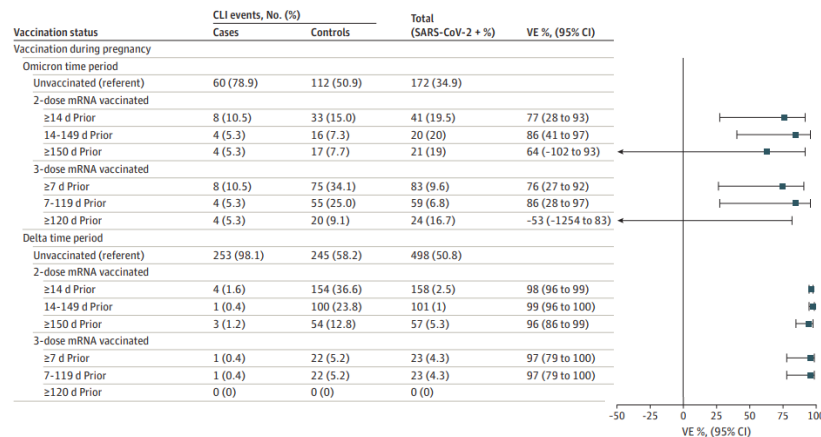 CLI events, No. (%)
Vaccination status Cases Controls Total (SARS-CoV-2 + %) VE %, (95% CI)
Vaccination during pregnancy
Omicron time period
Unvaccinated (referent) 60 (78.9) 112 (50.9) 172 (34.9)
2-dose mRNA vaccinated
≥14 d Prior 8 (10.5) 33 (15.0) 41 (19.5) 77 (28 to 93)
14-149 d Prior 4 (5.3) 16 (7.3) 20 (20) 86 (41 to 97)
≥150 d Prior 4 (5.3) 17 (7.7) 21 (19) 64 (-102 to 93)
3-dose mRNA vaccinated
≥7 d Prior 8 (10.5) 75 (34.1) 83 (9.6) 76 (27 to 92)
7-119 d Prior 4 (5.3) 55 (25.0) 59 (6.8) 86 (28 to 97)
≥120 d Prior 4 (5.3) 20 (9.1) 24 (16.7) -53 (-1254 to 83)
Delta time period
Unvaccinated (referent) 253 (98.1) 245 (58.2) 498 (50.8)
2-dose mRNA vaccinated
≥14 d Prior 4 (1.6) 154 (36.6) 158 (2.5) 98 (96 to 99)
14-149 d Prior 1 (0.4) 100 (23.8) 101 (1) 99 (96 to 100)
≥150 d Prior 3 (1.2) 54 (12.8) 57 (5.3) 96 (86 to 99)
3-dose mRNA vaccinated
≥7 d Prior 1 (0.4) 22 (5.2) 23 (4.3) 97 (79 to 100)
7-119 d Prior 1 (0.4) 22 (5.2) 23 (4.3) 97 (79 to 100)
≥120 d Prior 0 (0) 0 (0) 0 (0)
-50 -25 0 25 50 75 100
VE %, (95% CI)